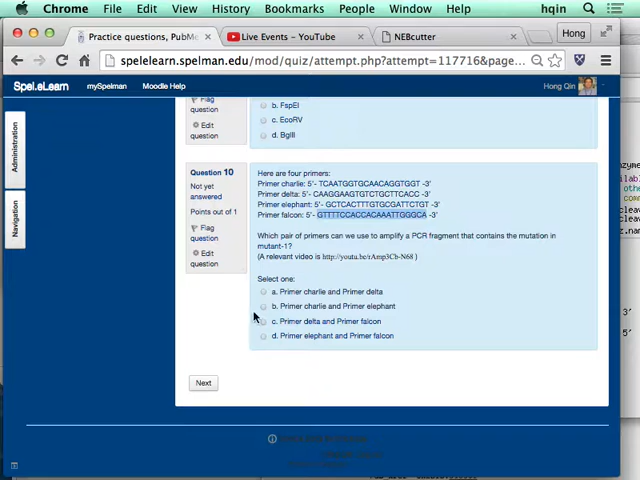 Chrome File Edit View History Bookmarks People Window hqin
Practice questions, PubMe
Live Events - YouTube
NEBcutter
Hong
spelelearn.spelman.edu/mod/quiz/attempt.php?attempt=117716&page...
Spel.eLearn mySpelman Moodle Help Hong Qin
Administration
Navigation
Flag question
Edit question
b. FspEI
c. EcoRV
d. BglII
Question 10
Not yet answered
Points out of 1
Flag question
Edit question
Here are four primers:
Primer charlie: 5'- TCAATGGTGCAACAGGTGGT -3'
Primer delta: 5'- CAAGGAAGTGTCTGCTTCACC -3'
Primer elephant: 5'- GCTCACTTTGTGCGATTCTGT -3'
Primer falcon: 5'- GTTTTCCACCACAAATTGGGCA -3'
Which pair of primers can we use to amplify a PCR fragment that contains the mutation in
mutant-1?
(A relevant video is http://youtu.be/rAmp3Cb-N68 )
Select one:
a. Primer charlie and Primer delta
b. Primer charlie and Primer elephant
c. Primer delta and Primer falcon
d. Primer elephant and Primer falcon
Next